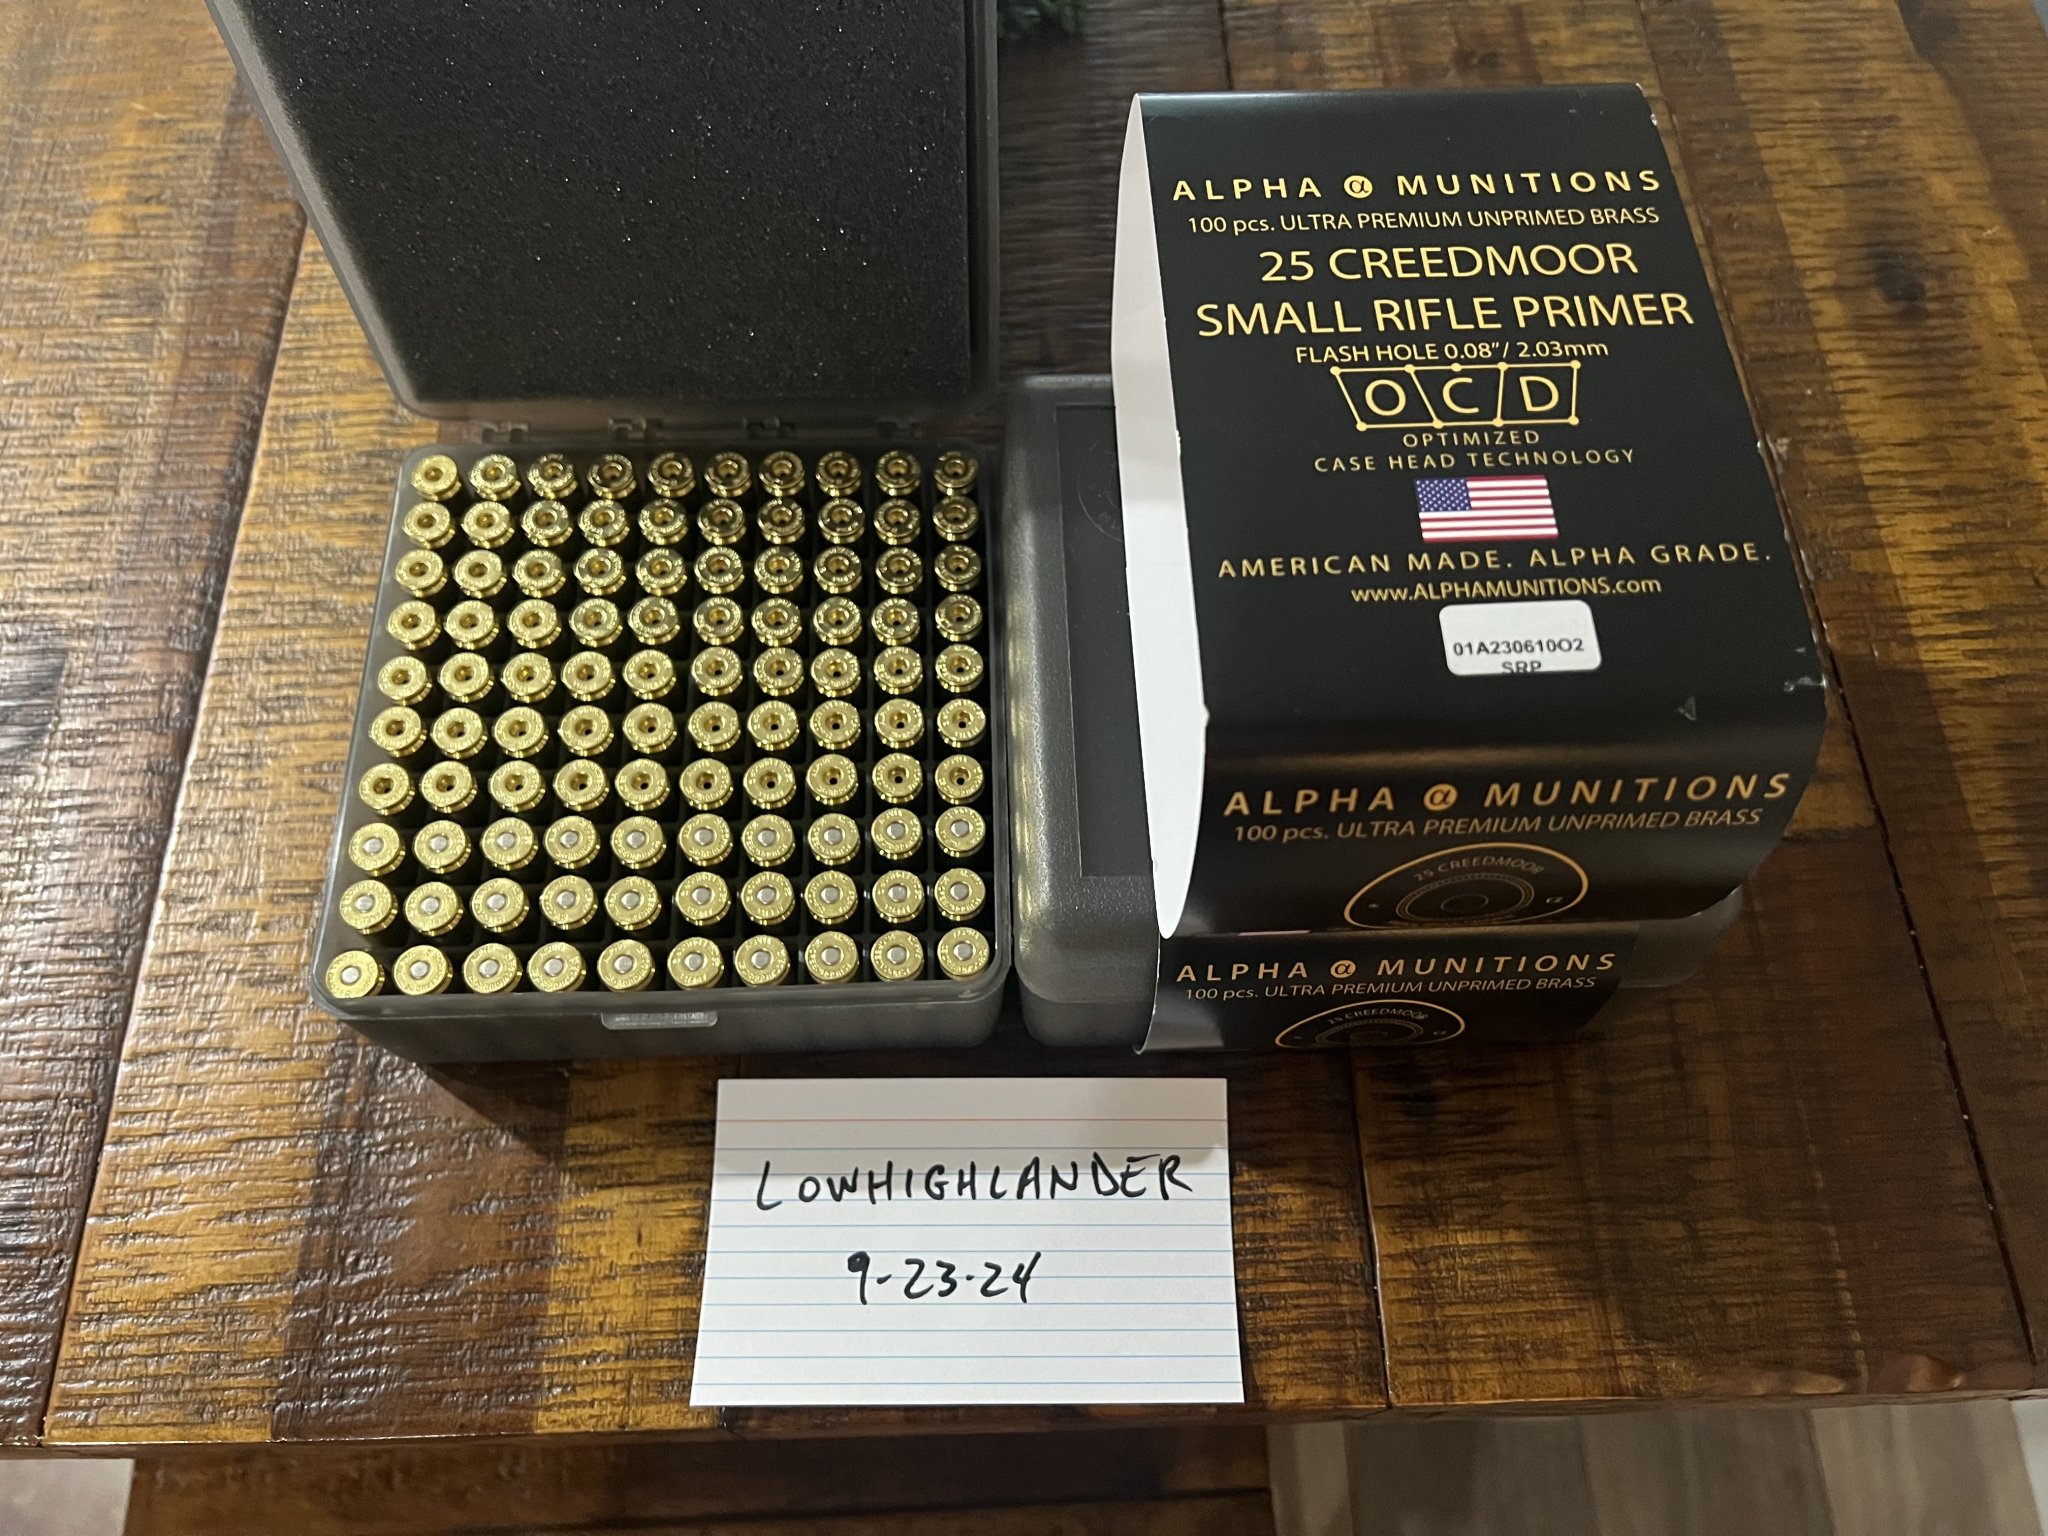 ALPHA α MUNITIONS
100 pcs. ULTRA PREMIUM UNPRIMED BRASS
25 CREEDMOOR
SMALL RIFLE PRIMER
FLASH HOLE 0.08"/ 2.03mm
OCD
OPTIMIZED
CASE HEAD TECHNOLOGY
AMERICAN MADE. ALPHA GRADE.
www.ALPHAMUNITIONS.com
01A230610O2
SRP
ALPHA α MUNITIONS
100 pcs. ULTRA PREMIUM UNPRIMED BRASS
25 CREEDMOOR
α
ALPHA α MUNITIONS
100 pcs. ULTRA PREMIUM UNPRIMED BRASS
25 CREEDMOOR
α
LOWHIGHLANDER
9-23-24